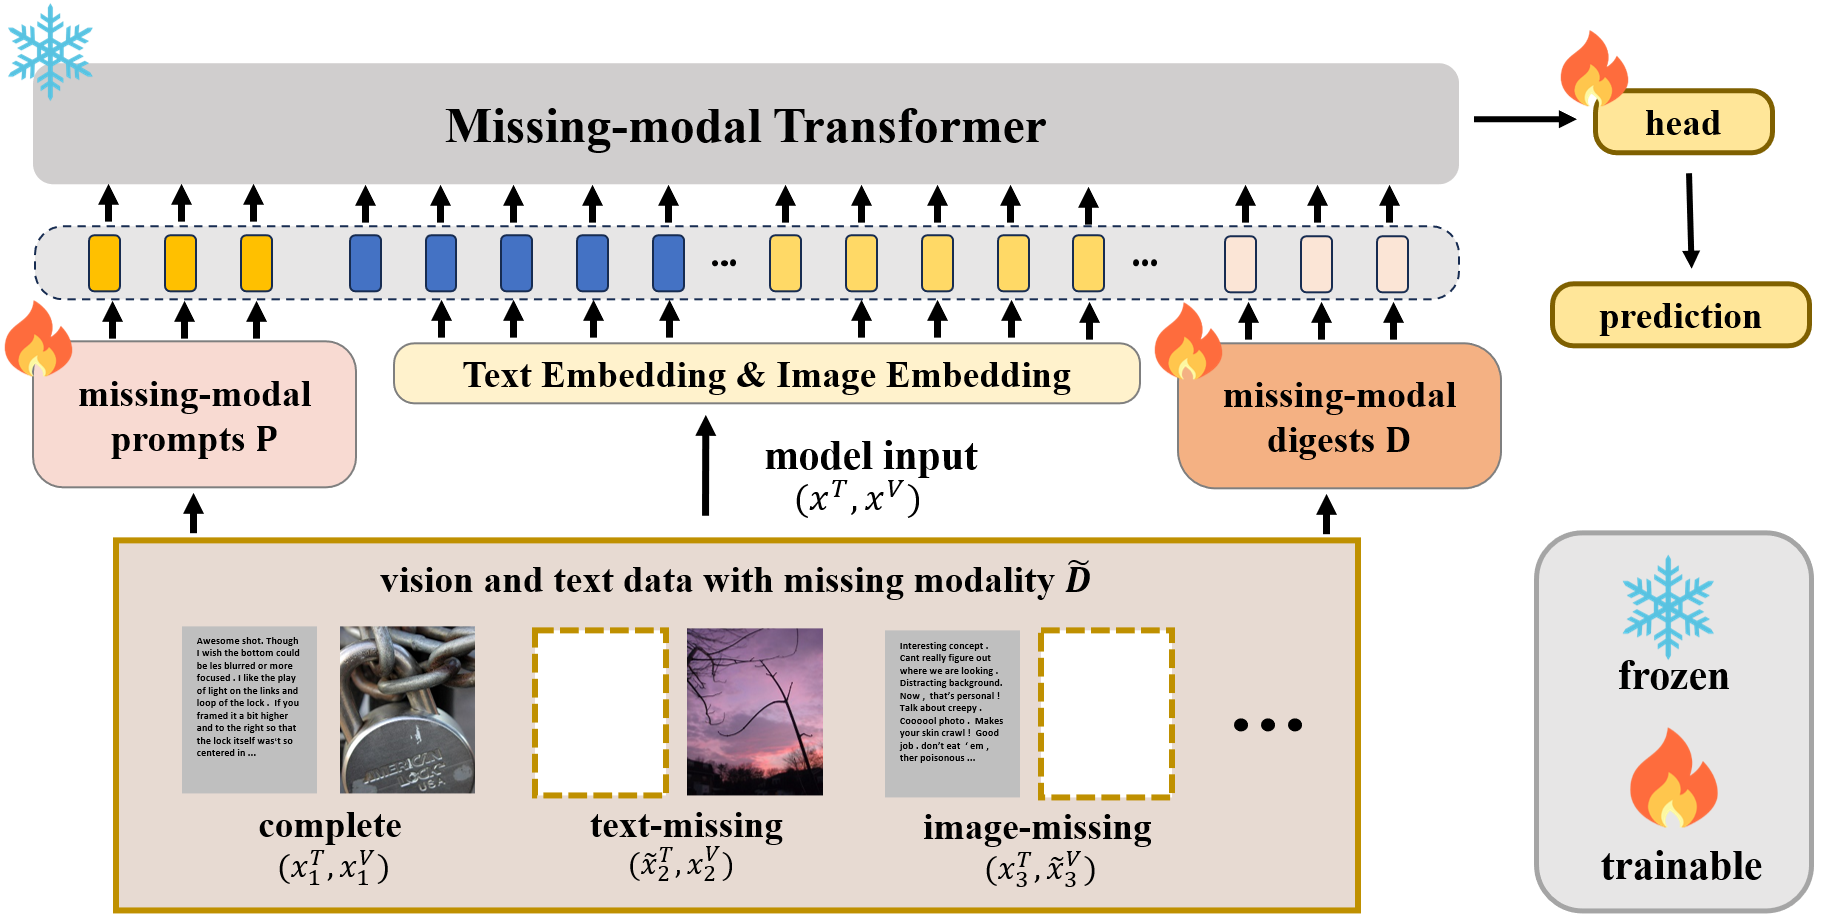 Missing-modal Transformer
head
...
...
prediction
missing-modal
prompts P
Text Embedding & Image Embedding
missing-modal
digests D
model input
(x^T, x^V)
vision and text data with missing modality D̃
Awesome shot. Though
I wish the bottom could
be les blurred or more
focused . I like the play
of light on the links and
loop of the lock . If you
framed it a bit higher
and to the right so that
the lock itself was't so
centered in ...
AMERICAN
LOCK
USA
Interesting concept .
Cant really figure out
where we are looking .
Distracting background.
Now , that's personal !
Talk about creepy .
Coooool photo . Makes
your skin crawl ! Good
job . don't eat ' em ,
ther poisonous ...
...
complete
(x_1^T, x_1^V)
text-missing
(x̃_2^T, x_2^V)
image-missing
(x_3^T, x̃_3^V)
frozen
trainable